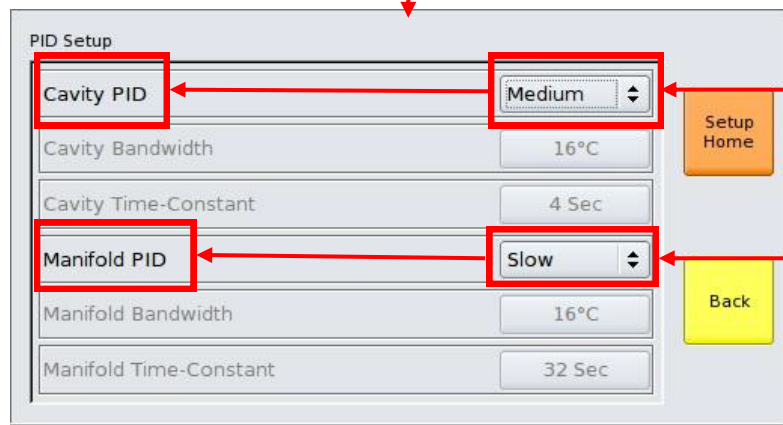 PID Setup
Cavity PID Medium
Cavity Bandwidth 16°C
Cavity Time-Constant 4 Sec
Manifold PID Slow
Manifold Bandwidth 16°C
Manifold Time-Constant 32 Sec
Setup
Home
Back